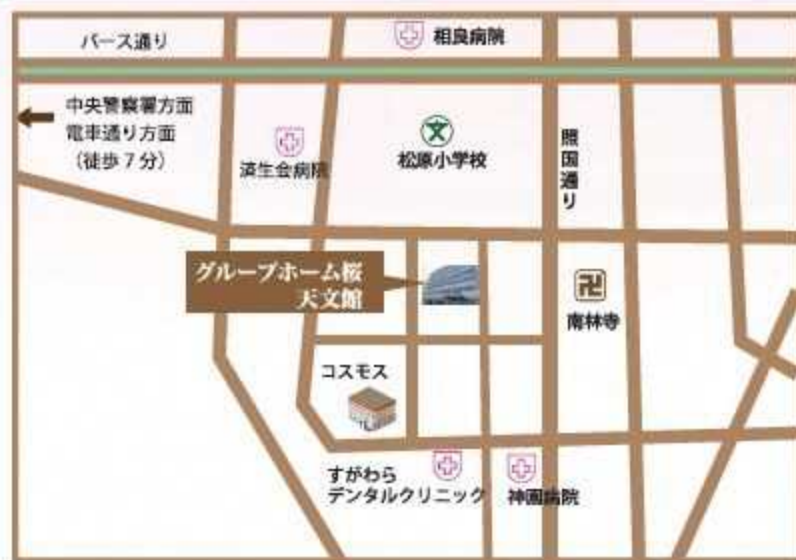 パース通り
相良病院
中央警察署方面
電車通り方面
(徒歩7分)
済生会病院
松原小学校
照国通り
グループホーム桜
天文館
南林寺
コスモス
すがわら
デンタルクリニック
神園病院